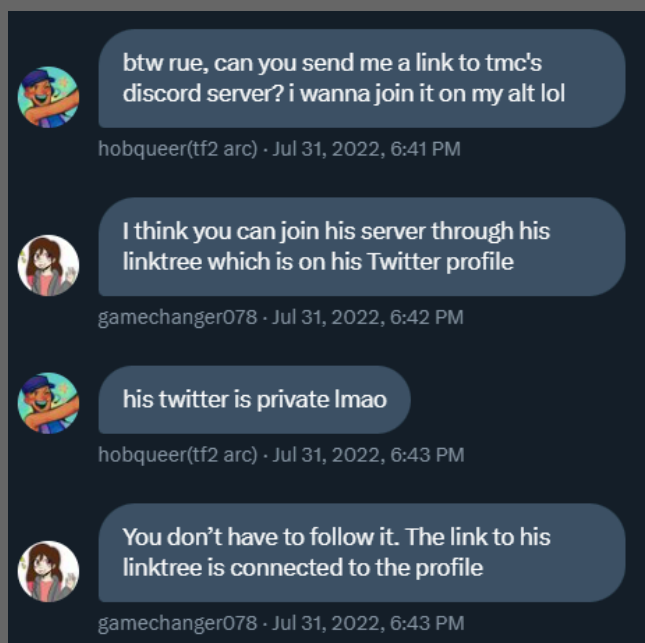 btw rue, can you send me a link to tmc's
discord server? i wanna join it on my alt lol
hobqueer(tf2 arc) · Jul 31, 2022, 6:41 PM
I think you can join his server through his
linktree which is on his Twitter profile
gamechanger078 · Jul 31, 2022, 6:42 PM
his twitter is private lmao
hobqueer(tf2 arc) · Jul 31, 2022, 6:43 PM
You don’t have to follow it. The link to his
linktree is connected to the profile
gamechanger078 · Jul 31, 2022, 6:43 PM